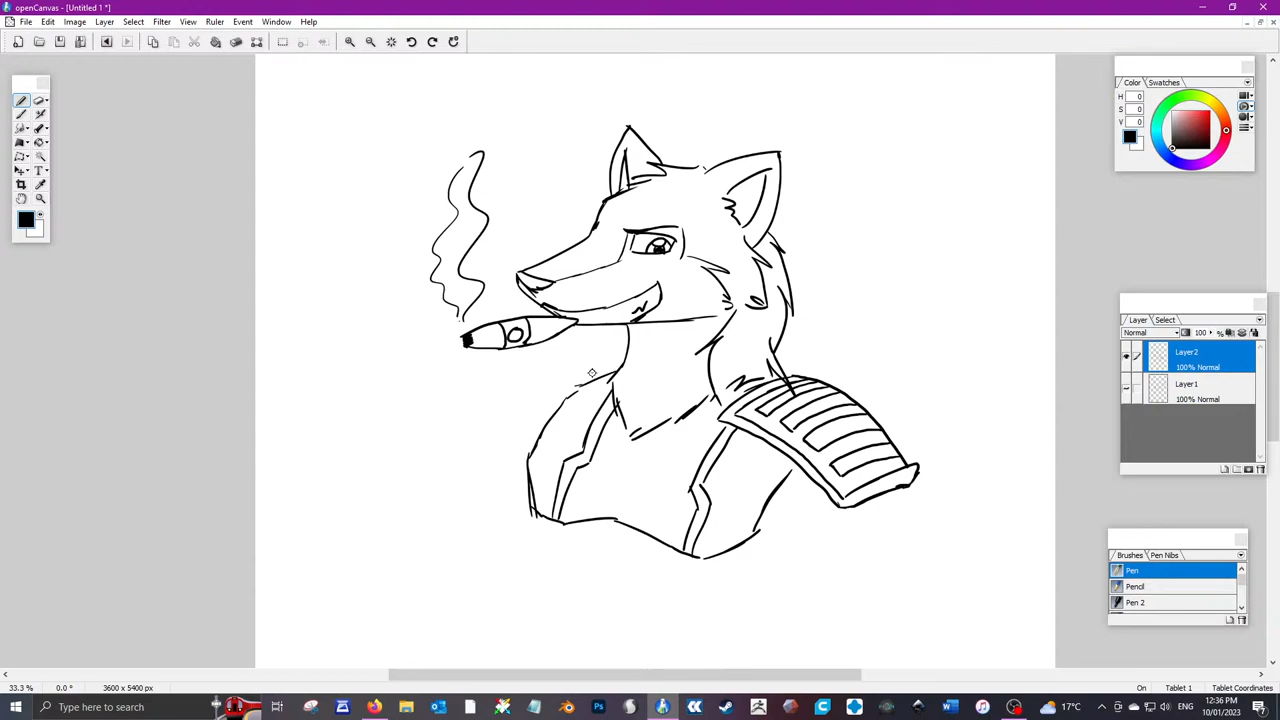 openCanvas - [Untitled 1 *]
File Edit Image Layer Select Filter View Ruler Event Window Help
Color Swatches
H 0
S 0
V 0
Layer Select
Normal 100 %
Layer2
100% Normal
Layer1
100% Normal
Brushes Pen Nibs
Pen
Pencil
Pen 2
33.3 % 0.0 ° 3600 x 5400 px On Tablet 1 Tablet Coordinates
Type here to search
17°C
12:36 PM
10/01/2023